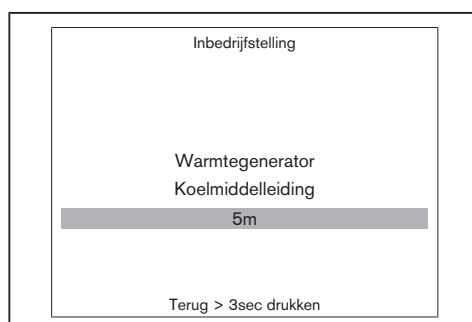 Inbedrijfstelling
Warmtegenerator
Koelmiddelleiding
5m
Terug > 3sec drukken